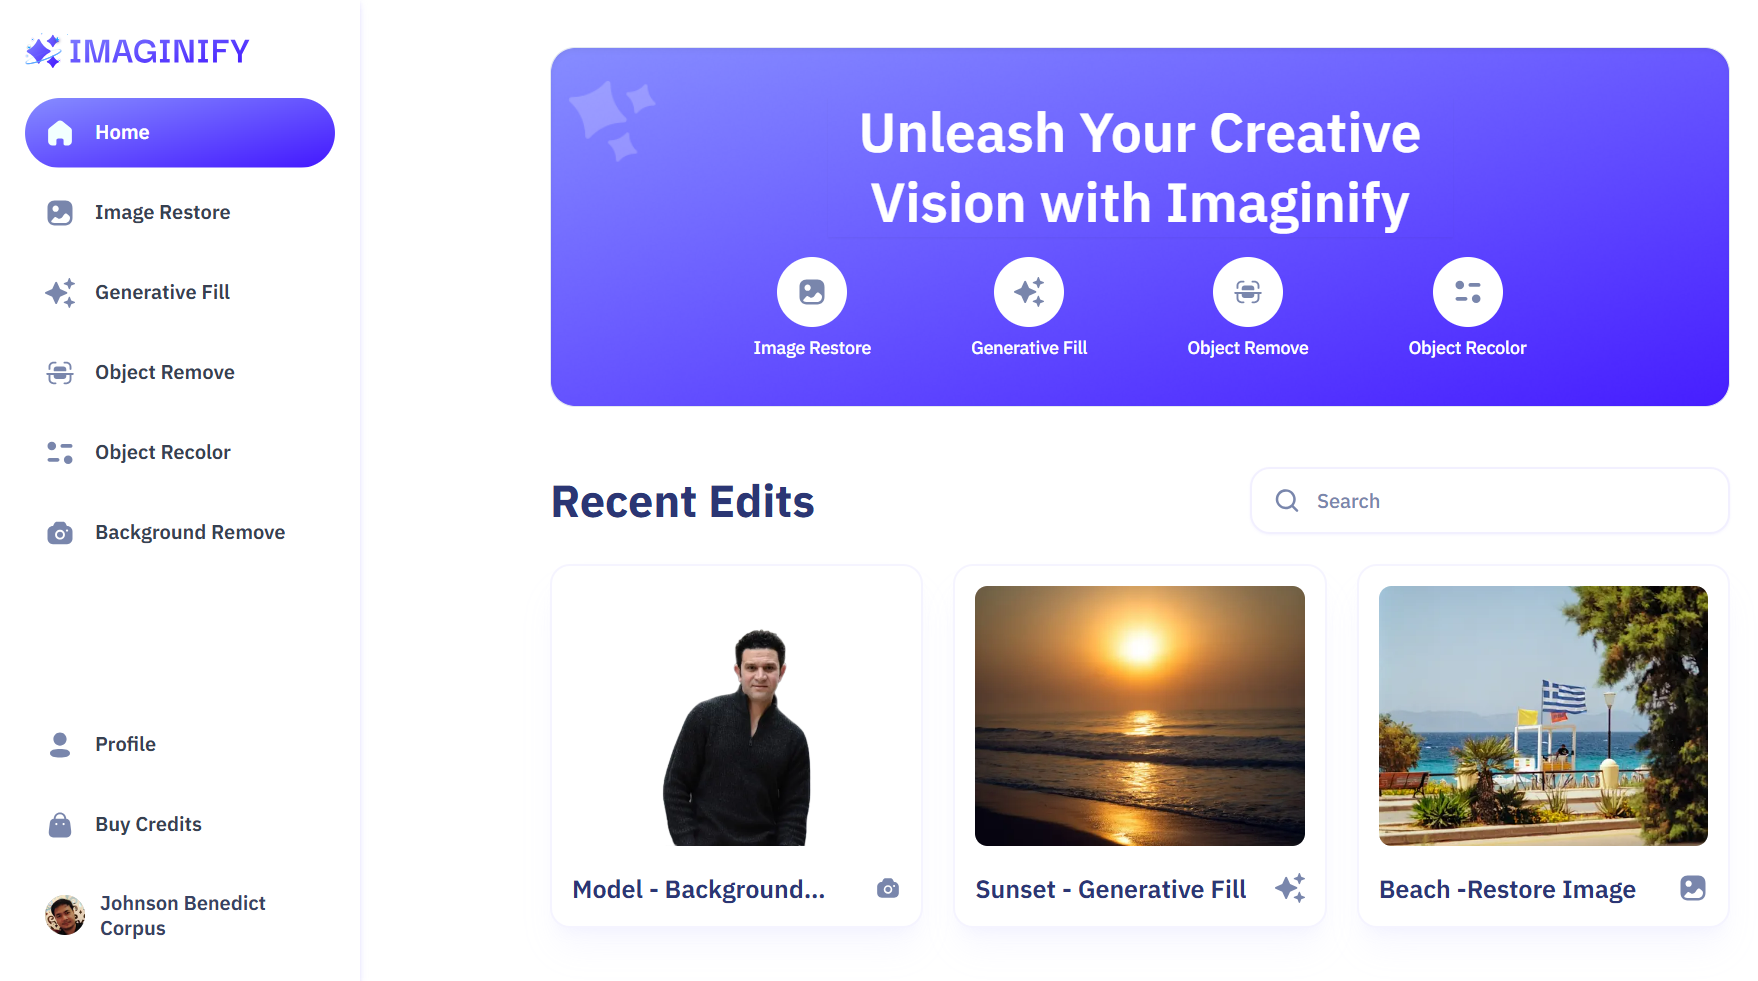 IMAGINIFY
Home
Image Restore
Generative Fill
Object Remove
Object Recolor
Background Remove
Profile
Buy Credits
Johnson Benedict
Corpus
Unleash Your Creative
Vision with Imaginify
Image Restore
Generative Fill
Object Remove
Object Recolor
Recent Edits
Search
Model - Background...
Sunset - Generative Fill
Beach -Restore Image